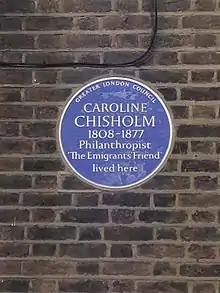 GREATER LONDON COUNCIL
CAROLINE
CHISHOLM
1808-1877
Philanthropist
'The Emigrants' Friend'
lived here